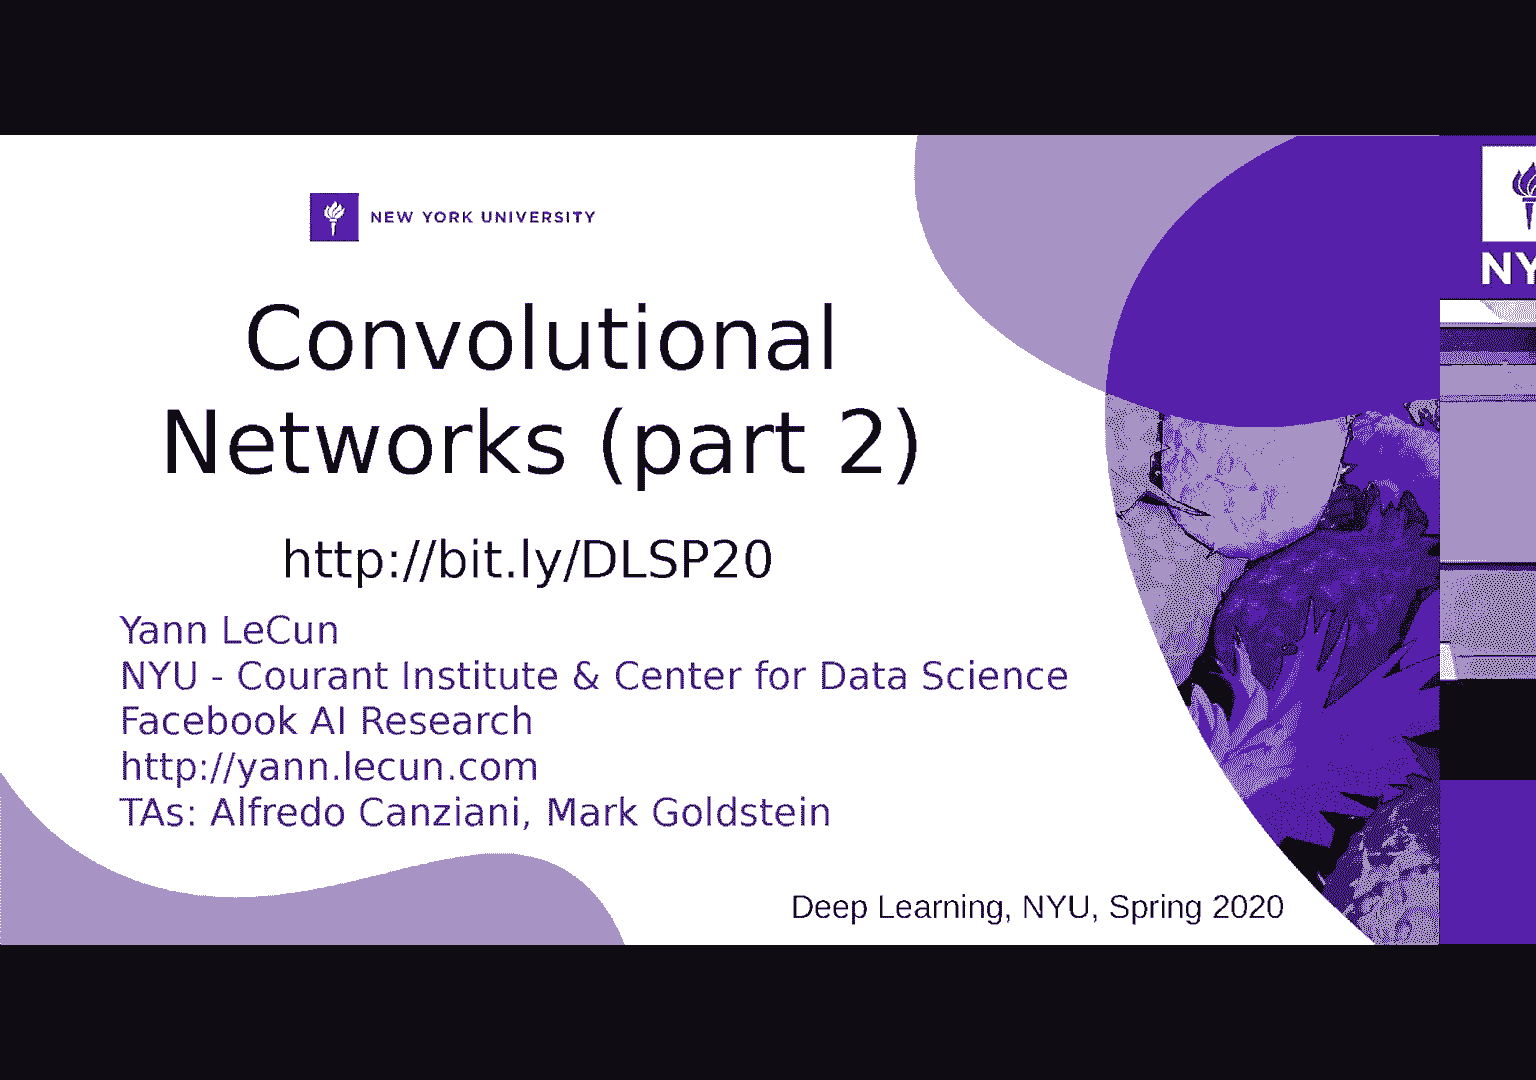 NEW YORK UNIVERSITY
Convolutional
Networks (part 2)
http://bit.ly/DLSP20
Yann LeCun
NYU - Courant Institute & Center for Data Science
Facebook AI Research
http://yann.lecun.com
TAs: Alfredo Canziani, Mark Goldstein
Deep Learning, NYU, Spring 2020
NY